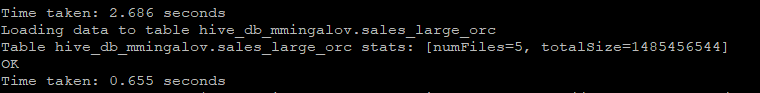 Time taken: 2.686 seconds
Loading data to table hive_db_mmingalov.sales_large_orc
Table hive_db_mmingalov.sales_large_orc stats: [numFiles=5, totalSize=1485456544]
OK
Time taken: 0.655 seconds